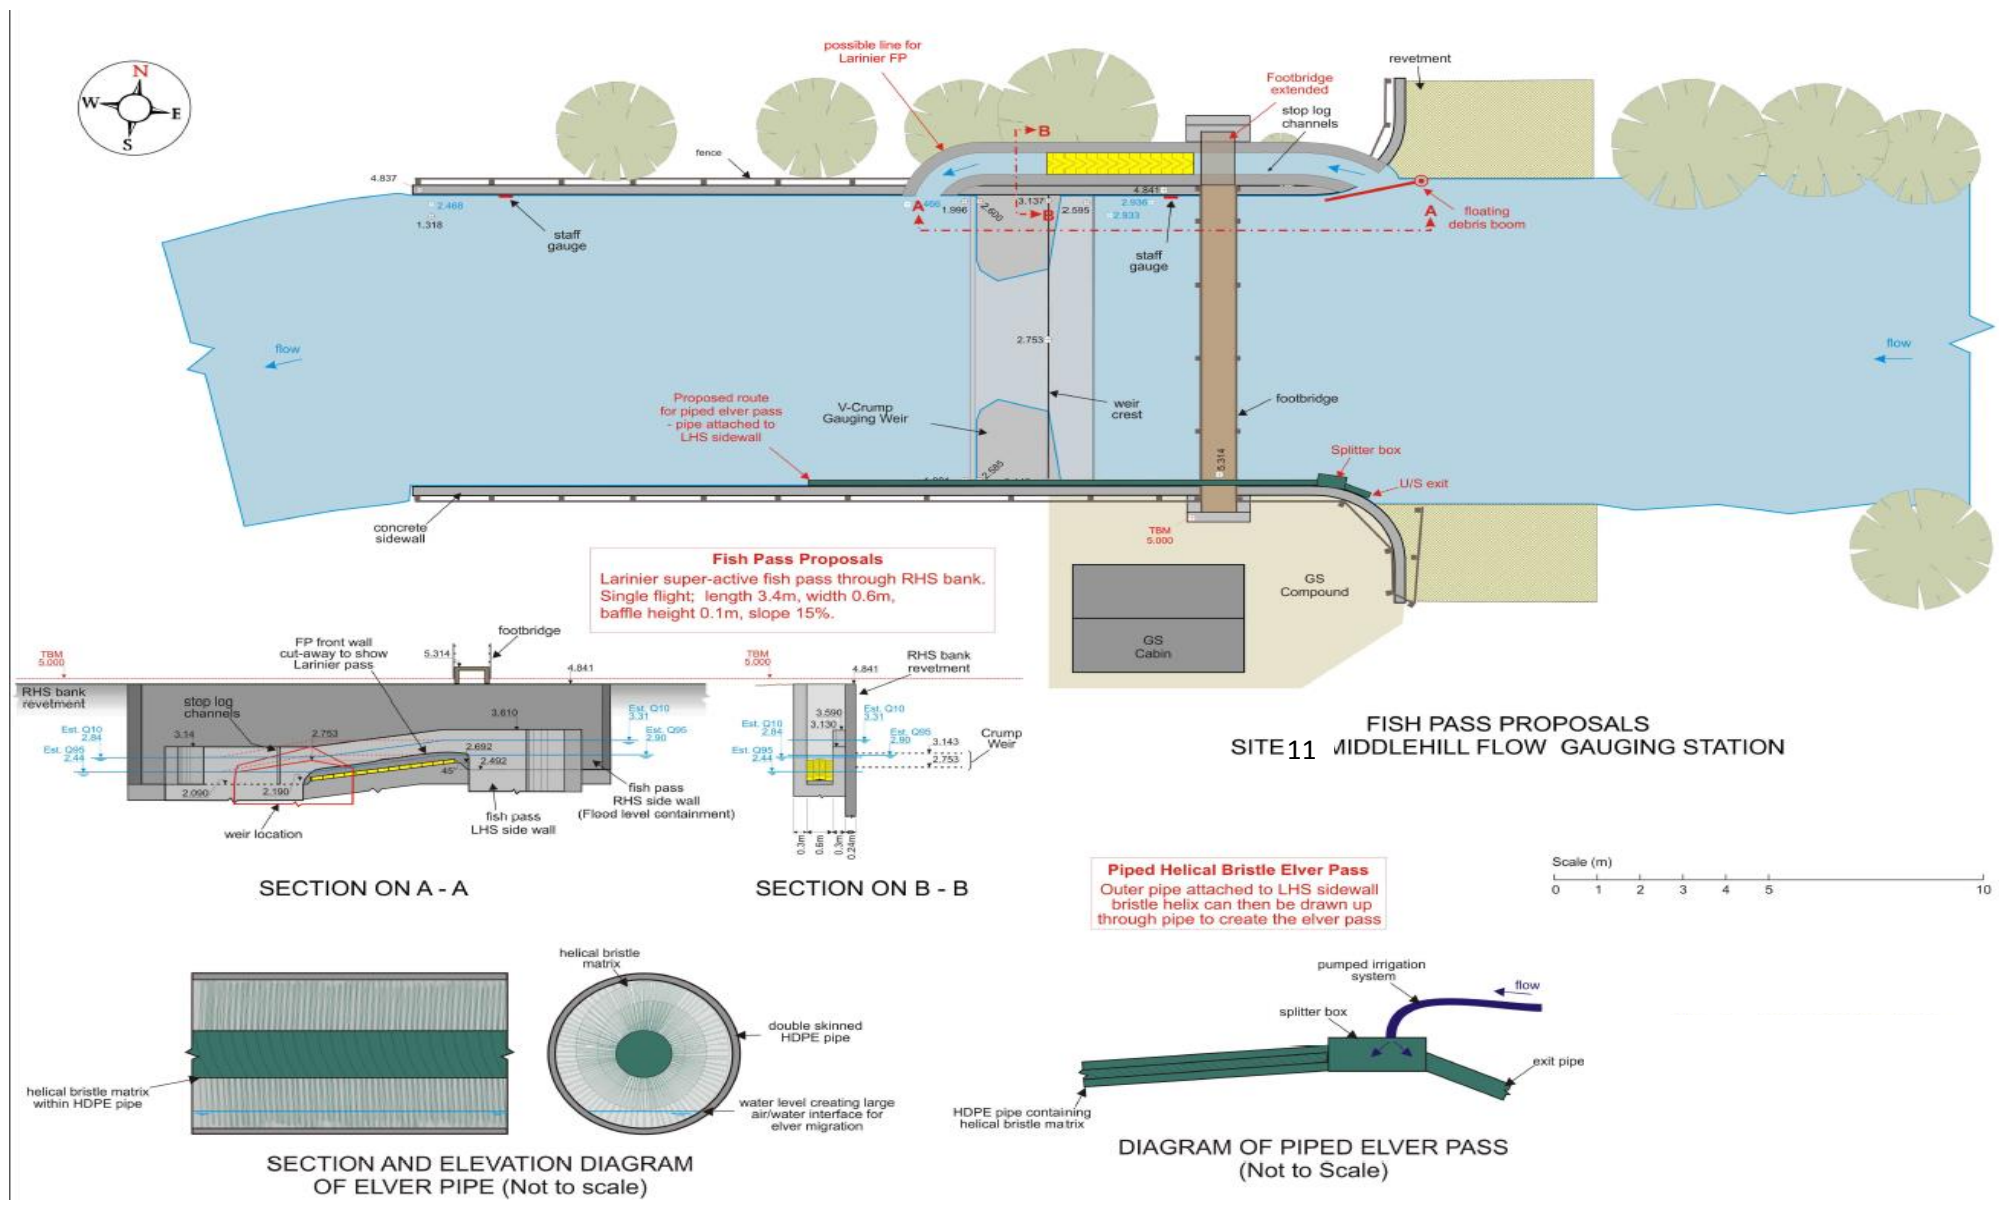 N
W
E
S
possible line for
Larinier FP
revetment
Footbridge
extended
stop log
channels
B
fence
4.837
4.841
2.468
1.318
staff
gauge
A
1.996
2.600
3.137
B
2.595
2.936
2.933
staff
gauge
A
floating
debris boom
2.753
flow
flow
Proposed route
for piped elver pass
- pipe attached to
LHS sidewall
V-Crump
Gauging Weir
weir
crest
footbridge
5.314
2.585
Splitter box
U/S exit
concrete
sidewall
TBM
5.000
GS
Compound
GS
Cabin
Fish Pass Proposals
Larinier super-active fish pass through RHS bank.
Single flight; length 3.4m, width 0.6m,
baffle height 0.1m, slope 15%.
FP front wall
cut-away to show
Larinier pass
footbridge
5.314
4.841
TBM
5.000
RHS bank
revetment
stop log
channels
Est. Q10
2.84
Est. Q95
2.44
3.14
2.753
3.610
2.692
2.492
45°
2.090
2.190
Est. Q10
3.31
Est. Q95
2.90
weir location
fish pass
LHS side wall
fish pass
RHS side wall
(Flood level containment)
SECTION ON A - A
TBM
5.000
RHS bank
revetment
4.841
3.590
3.130
Est. Q10
3.31
Est. Q10
2.84
Est. Q95
2.90
Est. Q95
2.44
3.143
2.753
Crump
Weir
0.3m
0.6m
0.3m
0.24m
SECTION ON B - B
FISH PASS PROPOSALS
SITE 11 MIDDLEHILL FLOW GAUGING STATION
Scale (m)
0 1 2 3 4 5 10
Piped Helical Bristle Elver Pass
Outer pipe attached to LHS sidewall
bristle helix can then be drawn up
through pipe to create the elver pass
helical bristle
matrix
double skinned
HDPE pipe
helical bristle matrix
within HDPE pipe
water level creating large
air/water interface for
elver migration
SECTION AND ELEVATION DIAGRAM
OF ELVER PIPE (Not to scale)
pumped irrigation
system
flow
splitter box
exit pipe
HDPE pipe containing
helical bristle matrix
DIAGRAM OF PIPED ELVER PASS
(Not to Scale)